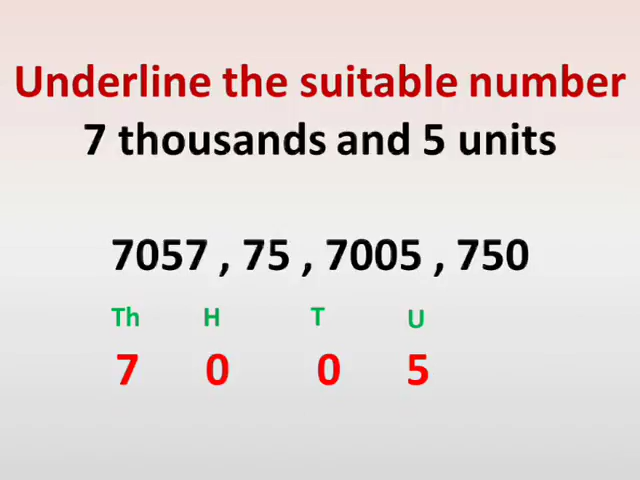 Underline the suitable number
7 thousands and 5 units
7057 , 75 , 7005 , 750
Th H T U
7 0 0 5